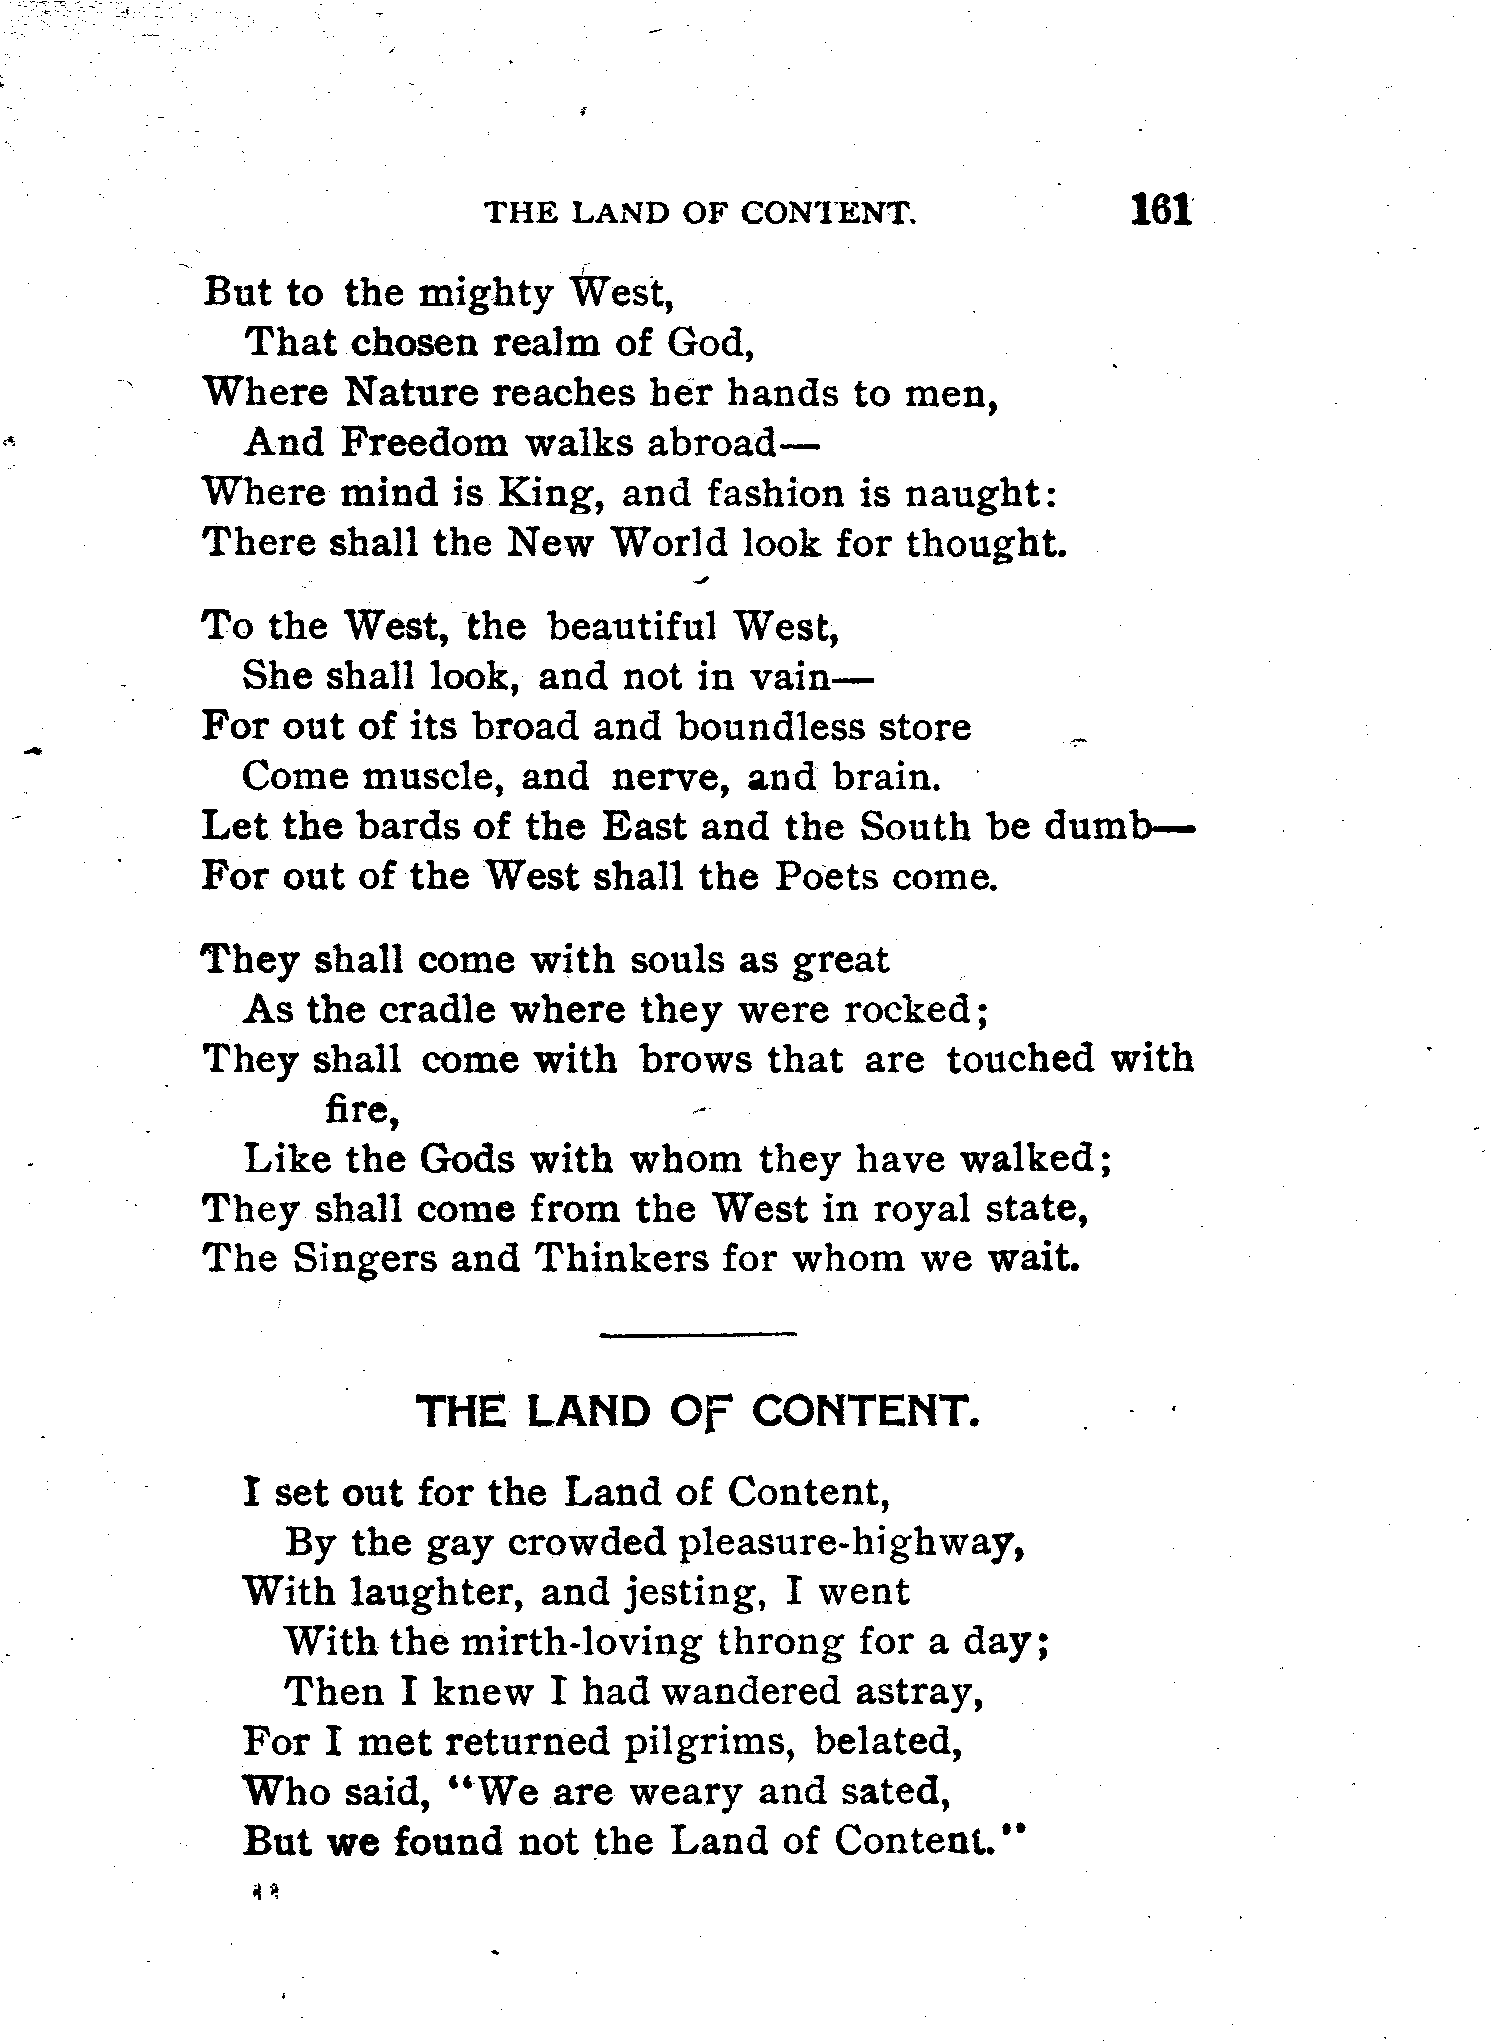 THE LAND OF CONTENT. 161
But to the mighty West,
That chosen realm of God,
Where Nature reaches her hands to men,
And Freedom walks abroad—
Where mind is King, and fashion is naught:
There shall the New World look for thought.
To the West, the beautiful West,
She shall look, and not in vain—
For out of its broad and boundless store
Come muscle, and nerve, and brain.
Let the bards of the East and the South be dumb—
For out of the West shall the Poets come.
They shall come with souls as great
As the cradle where they were rocked;
They shall come with brows that are touched with
fire,
Like the Gods with whom they have walked;
They shall come from the West in royal state,
The Singers and Thinkers for whom we wait.
THE LAND OF CONTENT.
I set out for the Land of Content,
By the gay crowded pleasure-highway,
With laughter, and jesting, I went
With the mirth-loving throng for a day;
Then I knew I had wandered astray,
For I met returned pilgrims, belated,
Who said, "We are weary and sated,
But we found not the Land of Content."